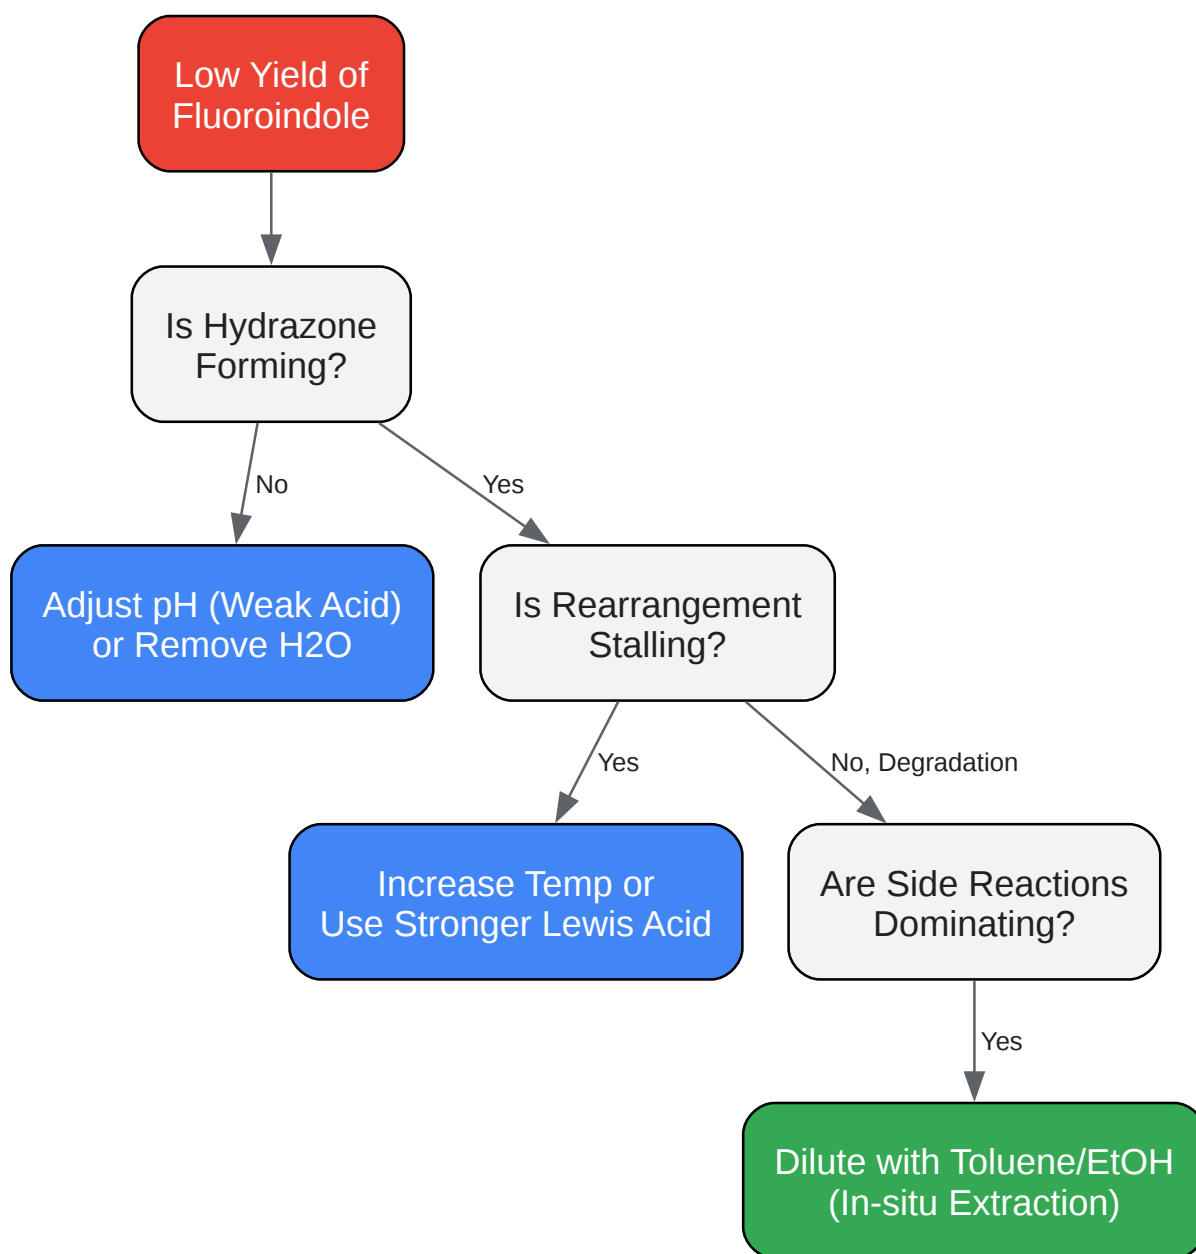 Low Yield of
Fluoroindole
Is Hydrazone
Forming?
No
Yes
Adjust pH (Weak Acid)
or Remove H2O
Is Rearrangement
Stalling?
Yes
No, Degradation
Increase Temp or
Use Stronger Lewis Acid
Are Side Reactions
Dominating?
Yes
Dilute with Toluene/EtOH
(In-situ Extraction)